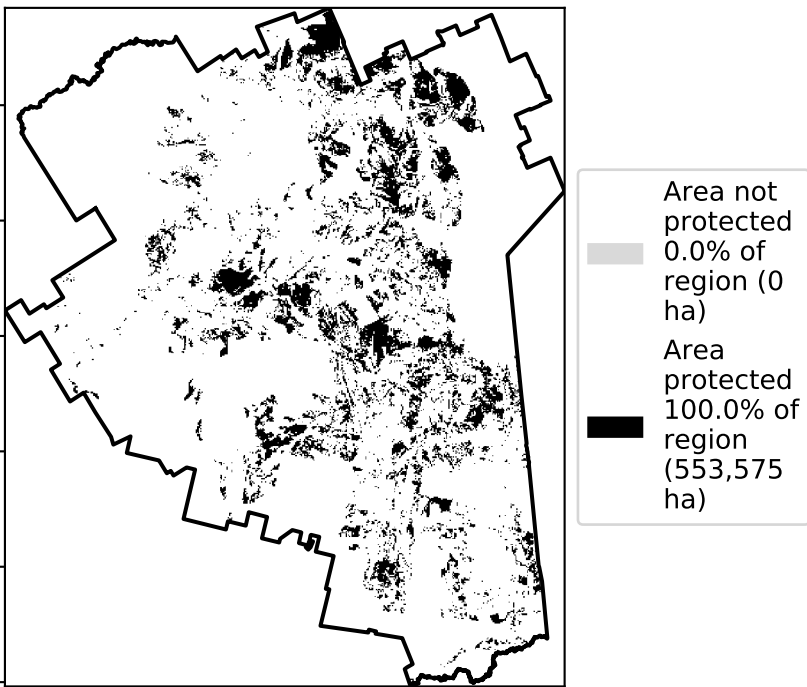 Area not
protected
0.0% of
region (0
ha)
Area
protected
100.0% of
region
(553,575
ha)